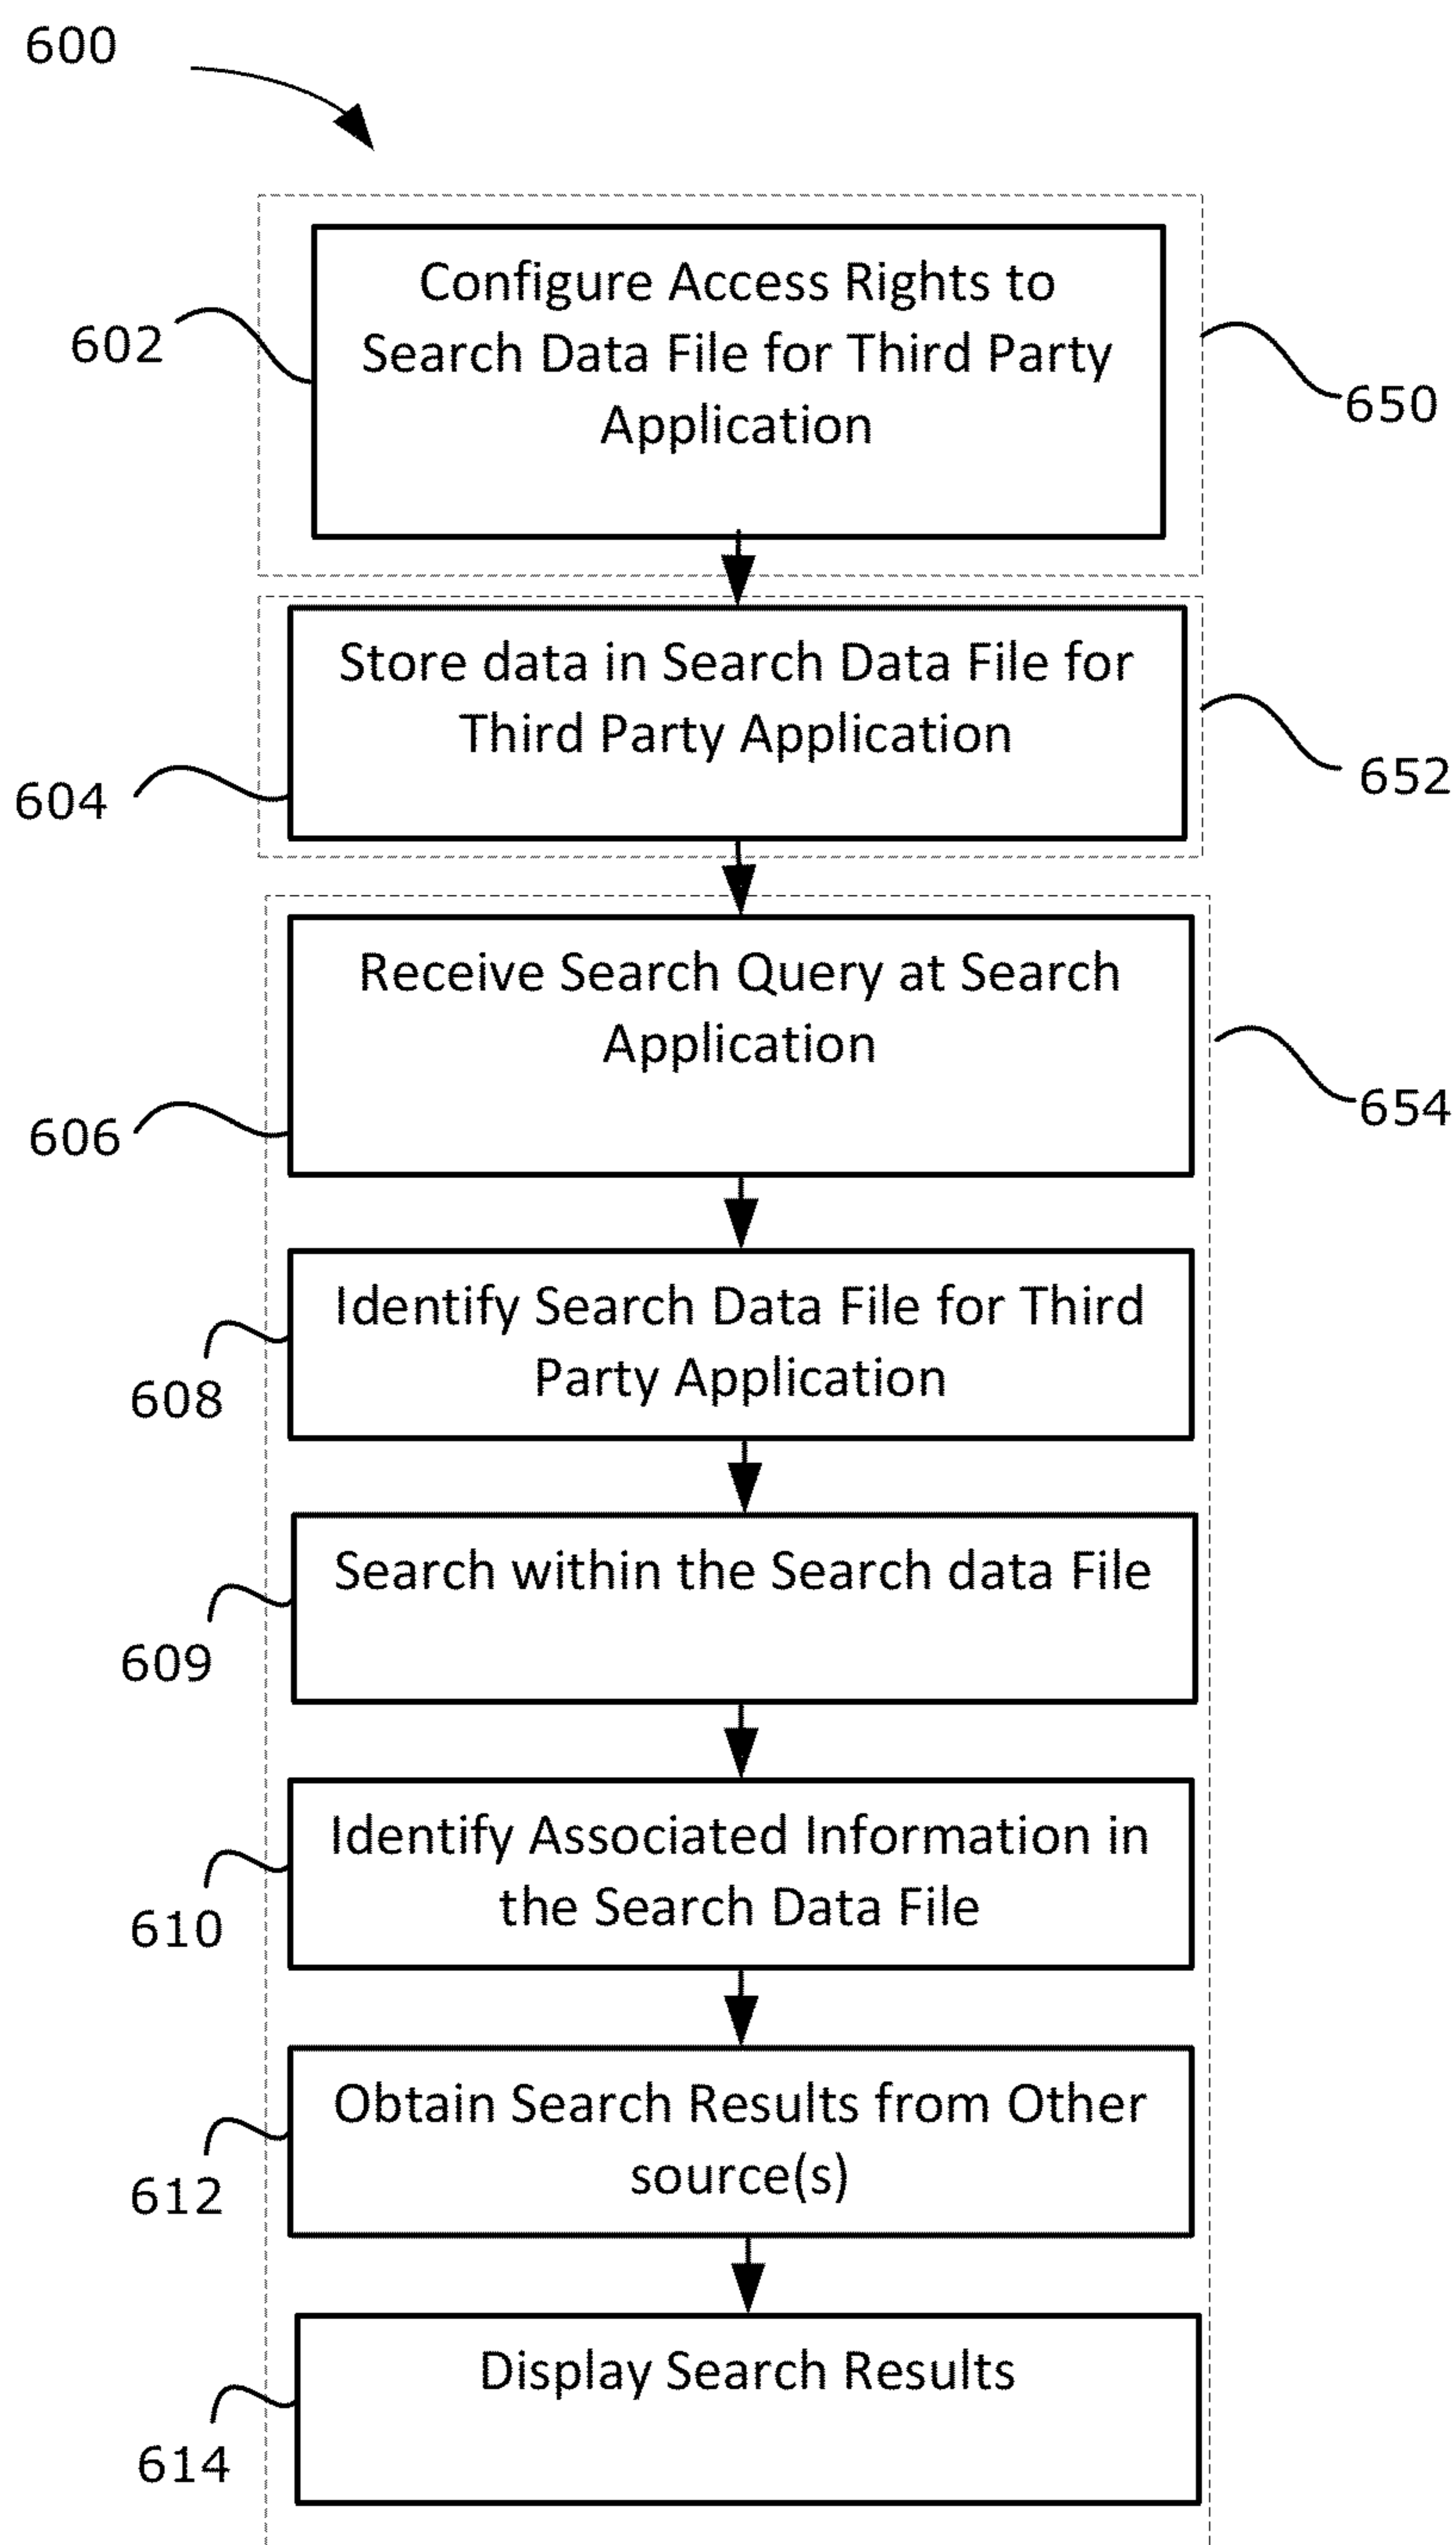 600
Configure Access Rights to
Search Data File for Third Party
Application
602
650
Store data in Search Data File for
Third Party Application
604
652
Receive Search Query at Search
Application
606
654
Identify Search Data File for Third
Party Application
608
Search within the Search data File
609
Identify Associated Information in
the Search Data File
610
Obtain Search Results from Other
source(s)
612
Display Search Results
614